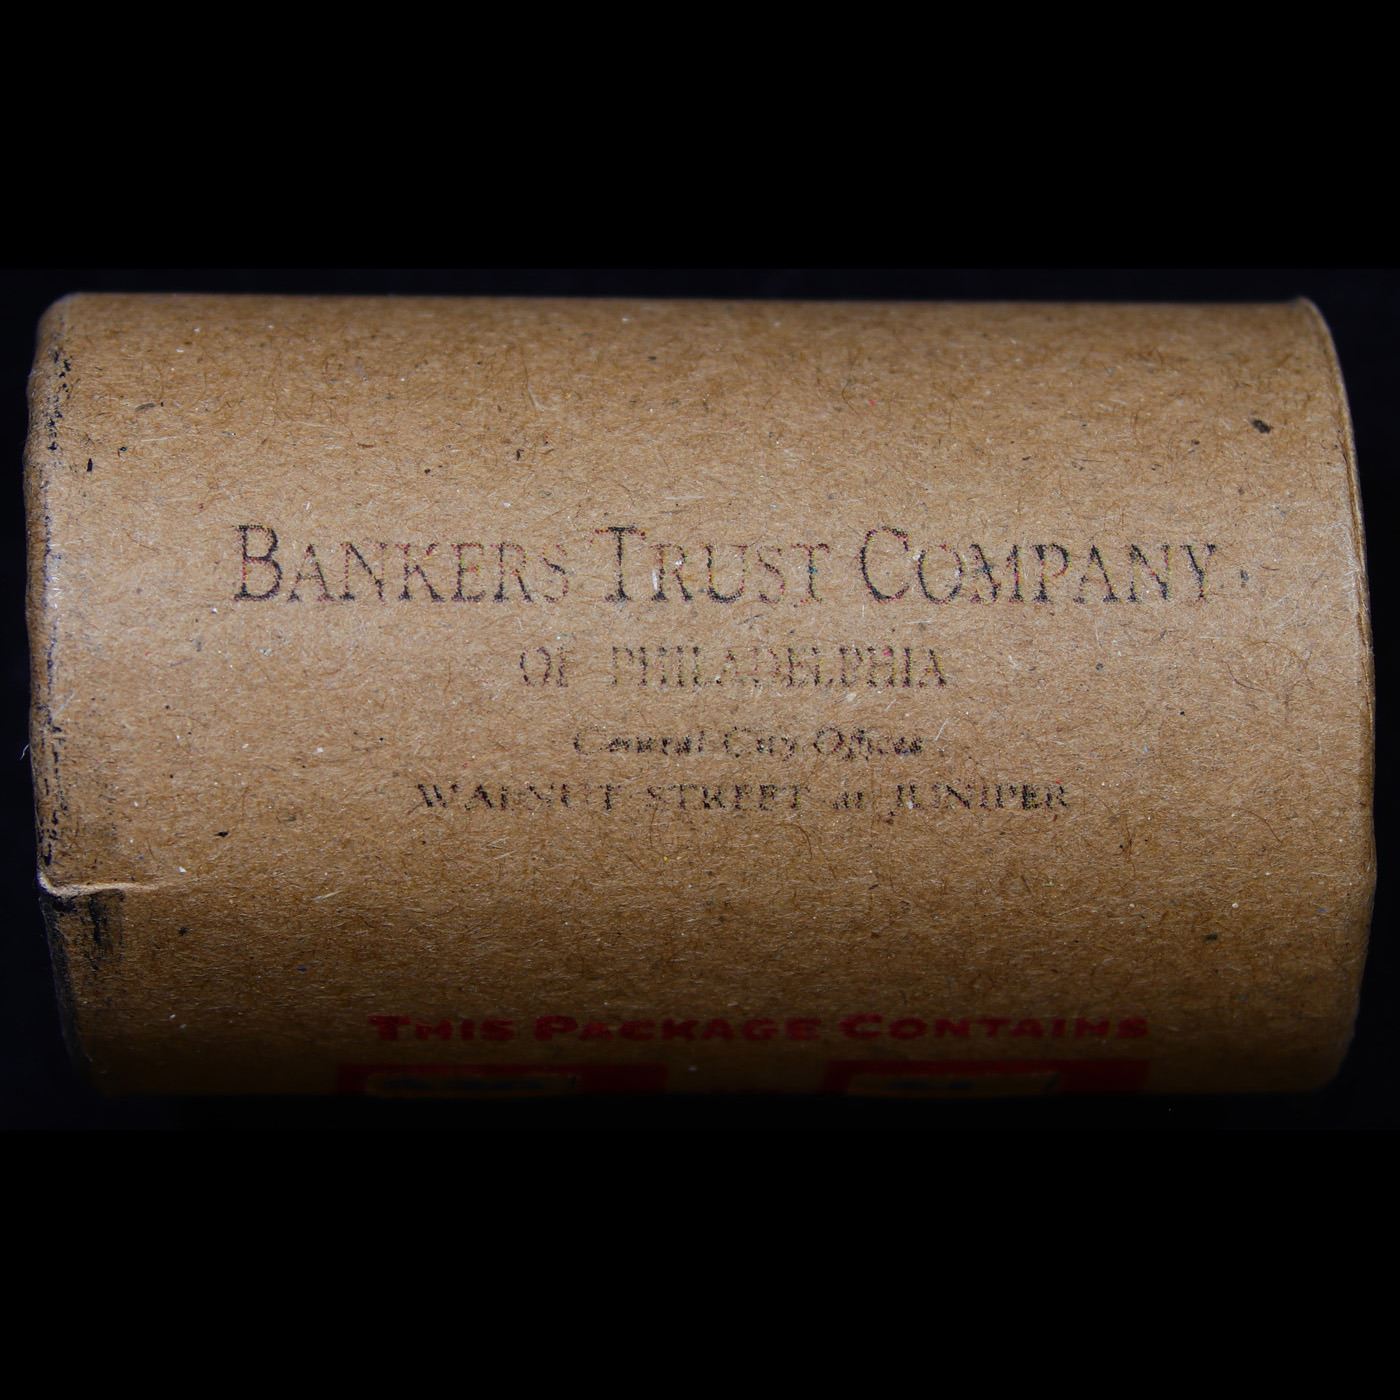 BANKERS TRUST COMPANY
OF PHILADELPHIA
Central City Offices
WALNUT STREET at JUNIPER
THIS PACKAGE CONTAINS